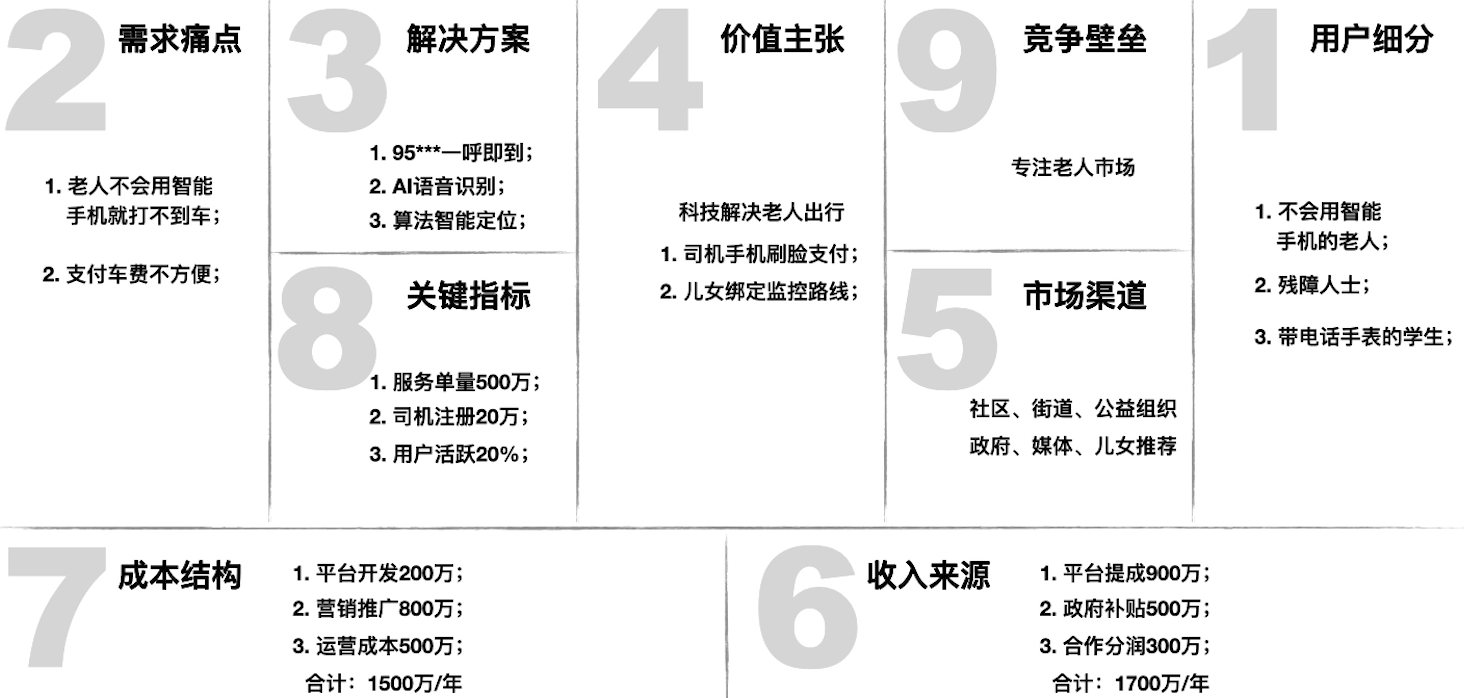 2
需求痛点
1. 老人不会用智能
手机就打不到车；
2. 支付车费不方便；
3
解决方案
1. 95***一呼即到；
2. AI语音识别；
3. 算法智能定位；
8
关键指标
1. 服务单量500万；
2. 司机注册20万；
3. 用户活跃20%；
4
价值主张
科技解决老人出行
1. 司机手机刷脸支付；
2. 儿女绑定监控路线；
9
竞争壁垒
专注老人市场
5
市场渠道
社区、街道、公益组织
政府、媒体、儿女推荐
1
用户细分
1. 不会用智能
手机的老人；
2. 残障人士；
3. 带电话手表的学生；
7
成本结构
1. 平台开发200万；
2. 营销推广800万；
3. 运营成本500万；
合计：1500万/年
6
收入来源
1. 平台提成900万；
2. 政府补贴500万；
3. 合作分润300万；
合计：1700万/年